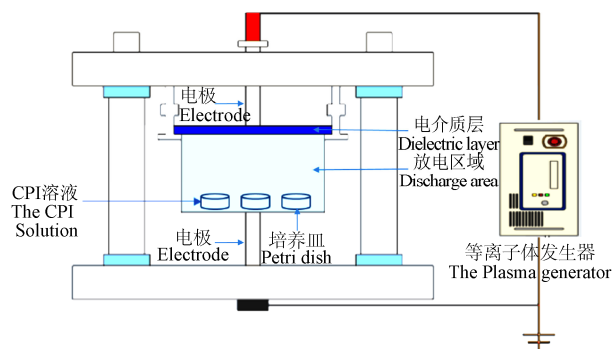 电极
Electrode
电介质层
Dielectric layer
放电区域
Discharge area
CPI溶液
The CPI
Solution
电极
Electrode
培养皿
Petri dish
等离子体发生器
The Plasma generator